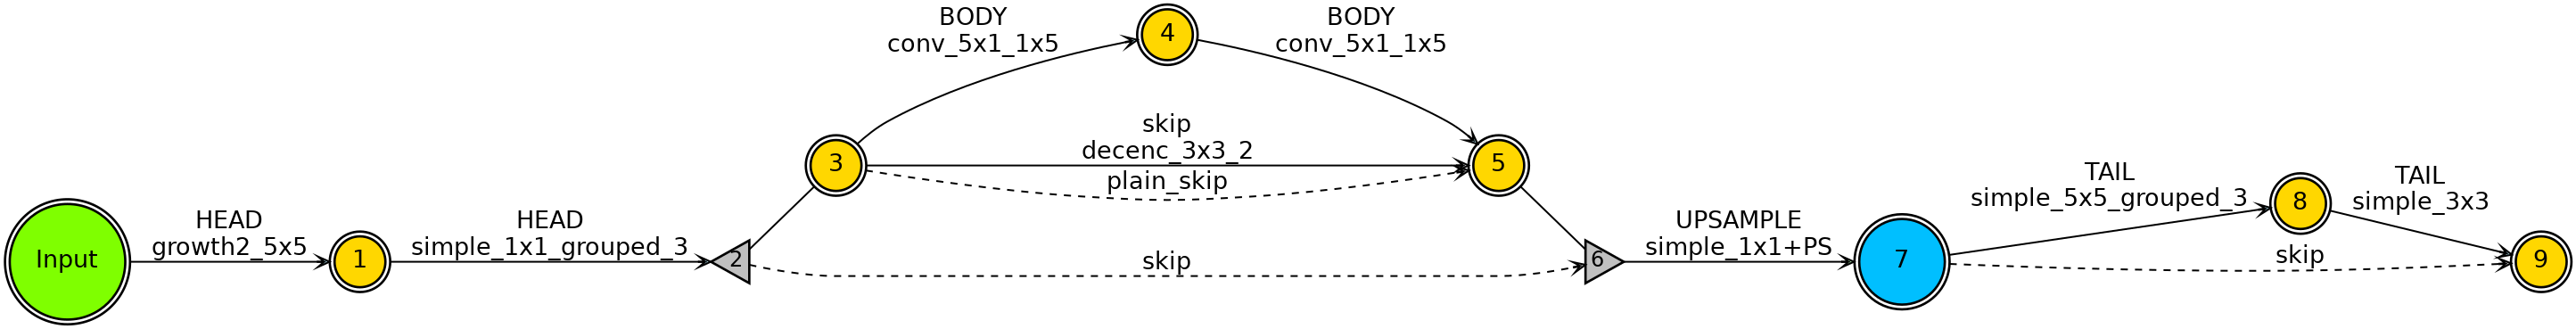 Input
HEAD
growth2_5x5
1
HEAD
simple_1x1_grouped_3
2
3
BODY
conv_5x1_1x5
4
BODY
conv_5x1_1x5
skip
decenc_3x3_2
plain_skip
5
skip
6
UPSAMPLE
simple_1x1+PS
7
TAIL
simple_5x5_grouped_3
8
TAIL
simple_3x3
skip
9